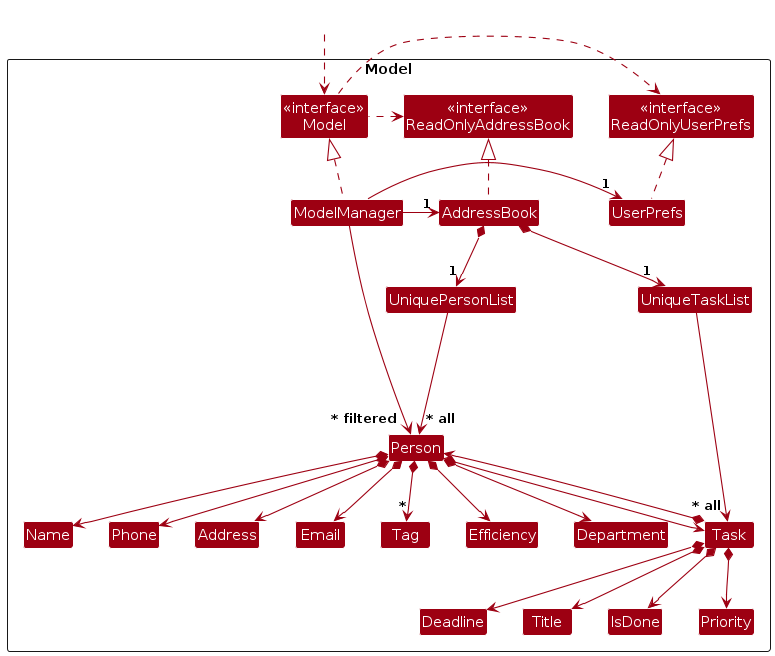 Model
«interface»
Model
«interface»
ReadOnlyAddressBook
«interface»
ReadOnlyUserPrefs
1
1
ModelManager
AddressBook
UserPrefs
1
1
UniquePersonList
UniqueTaskList
* filtered
* all
Person
*
* all
Name
Phone
Address
Email
Tag
Efficiency
Department
Task
Deadline
Title
IsDone
Priority